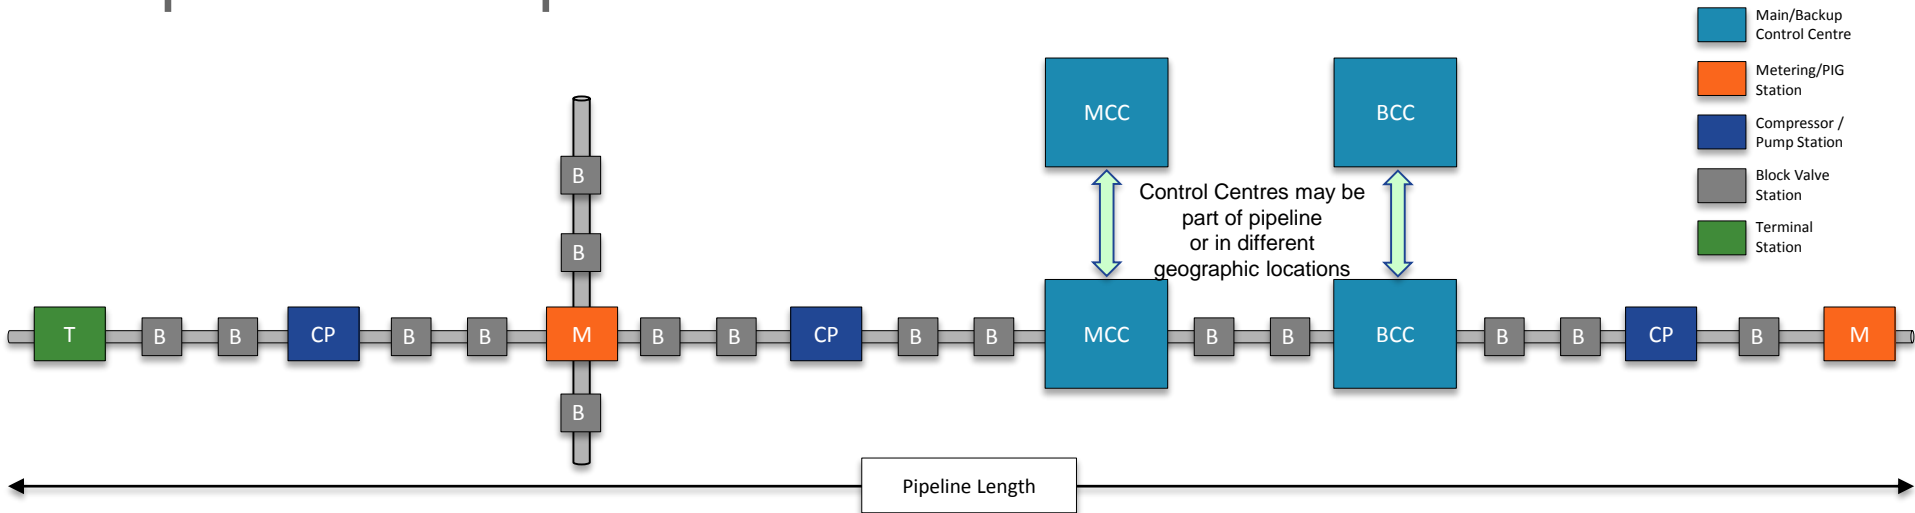 Main/Backup
Control Centre
Metering/PIG
Station
Compressor /
Pump Station
Block Valve
Station
Terminal
Station
MCC
BCC
B
B
Control Centres may be
part of pipeline
or in different
geographic locations
T
B
B
CP
B
B
M
B
B
CP
B
B
MCC
B
B
BCC
B
B
CP
B
M
B
Pipeline Length